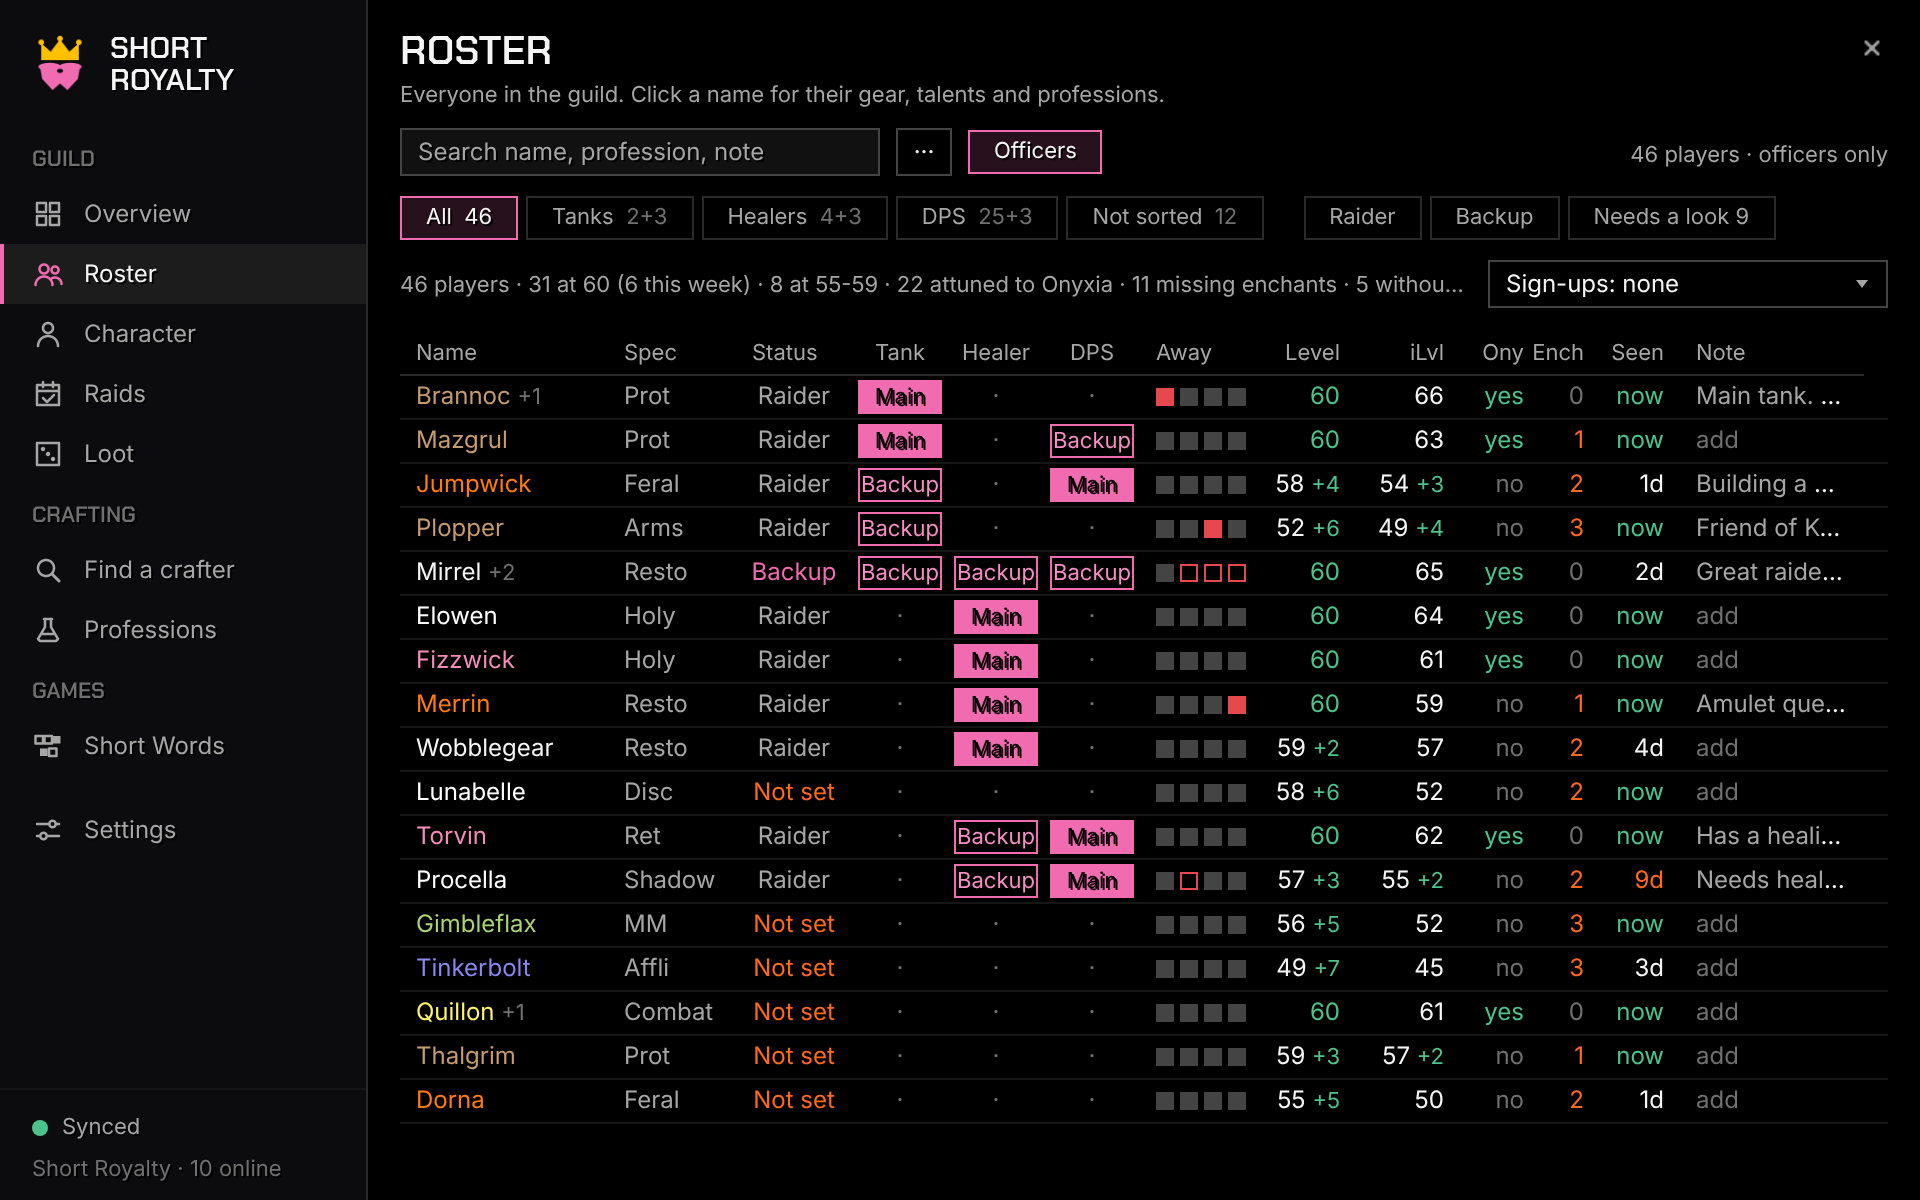 SHORT
ROYALTY
GUILD
Overview
Roster
Character
Raids
Loot
CRAFTING
Find a crafter
Professions
GAMES
Short Words
Settings
Synced
Short Royalty · 10 online
ROSTER
Everyone in the guild. Click a name for their gear, talents and professions.
Search name, profession, note ... Officers 46 players · officers only
All 46 Tanks 2+3 Healers 4+3 DPS 25+3 Not sorted 12 Raider Backup Needs a look 9
46 players · 31 at 60 (6 this week) · 8 at 55-59 · 22 attuned to Onyxia · 11 missing enchants · 5 withou... Sign-ups: none
Name Spec Status Tank Healer DPS Away Level iLvl Ony Ench Seen Note
Brannoc +1 Prot Raider Main · · 60 66 yes 0 now Main tank. ...
Mazgrul Prot Raider Main · Backup 60 63 yes 1 now add
Jumpwick Feral Raider Backup · Main 58 +4 54 +3 no 2 1d Building a ...
Plopper Arms Raider Backup · · 52 +6 49 +4 no 3 now Friend of K...
Mirrel +2 Resto Backup Backup Backup Backup 60 65 yes 0 2d Great raide...
Elowen Holy Raider · Main · 60 64 yes 0 now add
Fizzwick Holy Raider · Main · 60 61 yes 0 now add
Merrin Resto Raider · Main · 60 59 no 1 now Amulet que...
Wobblegear Resto Raider · Main · 59 +2 57 no 2 4d add
Lunabelle Disc Not set · · · 58 +6 52 no 2 now add
Torvin Ret Raider · Backup Main 60 62 yes 0 now Has a heali...
Procella Shadow Raider · Backup Main 57 +3 55 +2 no 2 9d Needs heal...
Gimbleflax MM Not set · · · 56 +5 52 no 3 now add
Tinkerbolt Affli Not set · · · 49 +7 45 no 3 3d add
Quillon +1 Combat Not set · · · 60 61 yes 0 now add
Thalgrim Prot Not set · · · 59 +3 57 +2 no 1 now add
Dorna Feral Not set · · · 55 +5 50 no 2 1d add